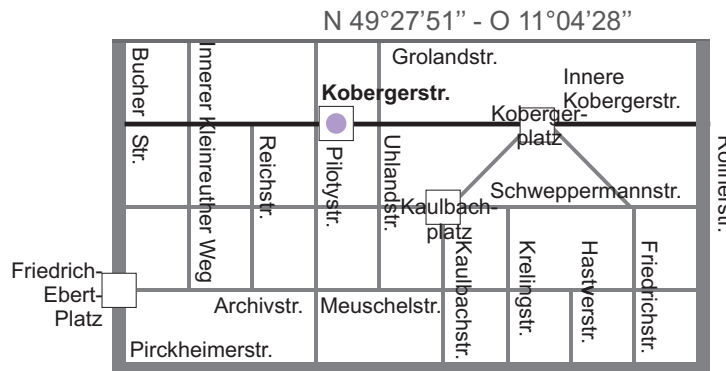 N 49°27’51” - O 11°04’28”
Grolandstr.
Bucher
Str.
Innerer Kleinreuther Weg
Innere
Kobergerstr.
Kobergerstr.
Koberger-
platz
Reichstr.
Pilotystr.
Uhlandstr.
Rollnerstr.
Schweppermannstr.
Kaulbach-
platz
Friedrich-
Ebert-
Platz
Kaulbachstr.
Krelingstr.
Hastverstr.
Friedrichstr.
Archivstr.
Meuschelstr.
Pirckheimerstr.